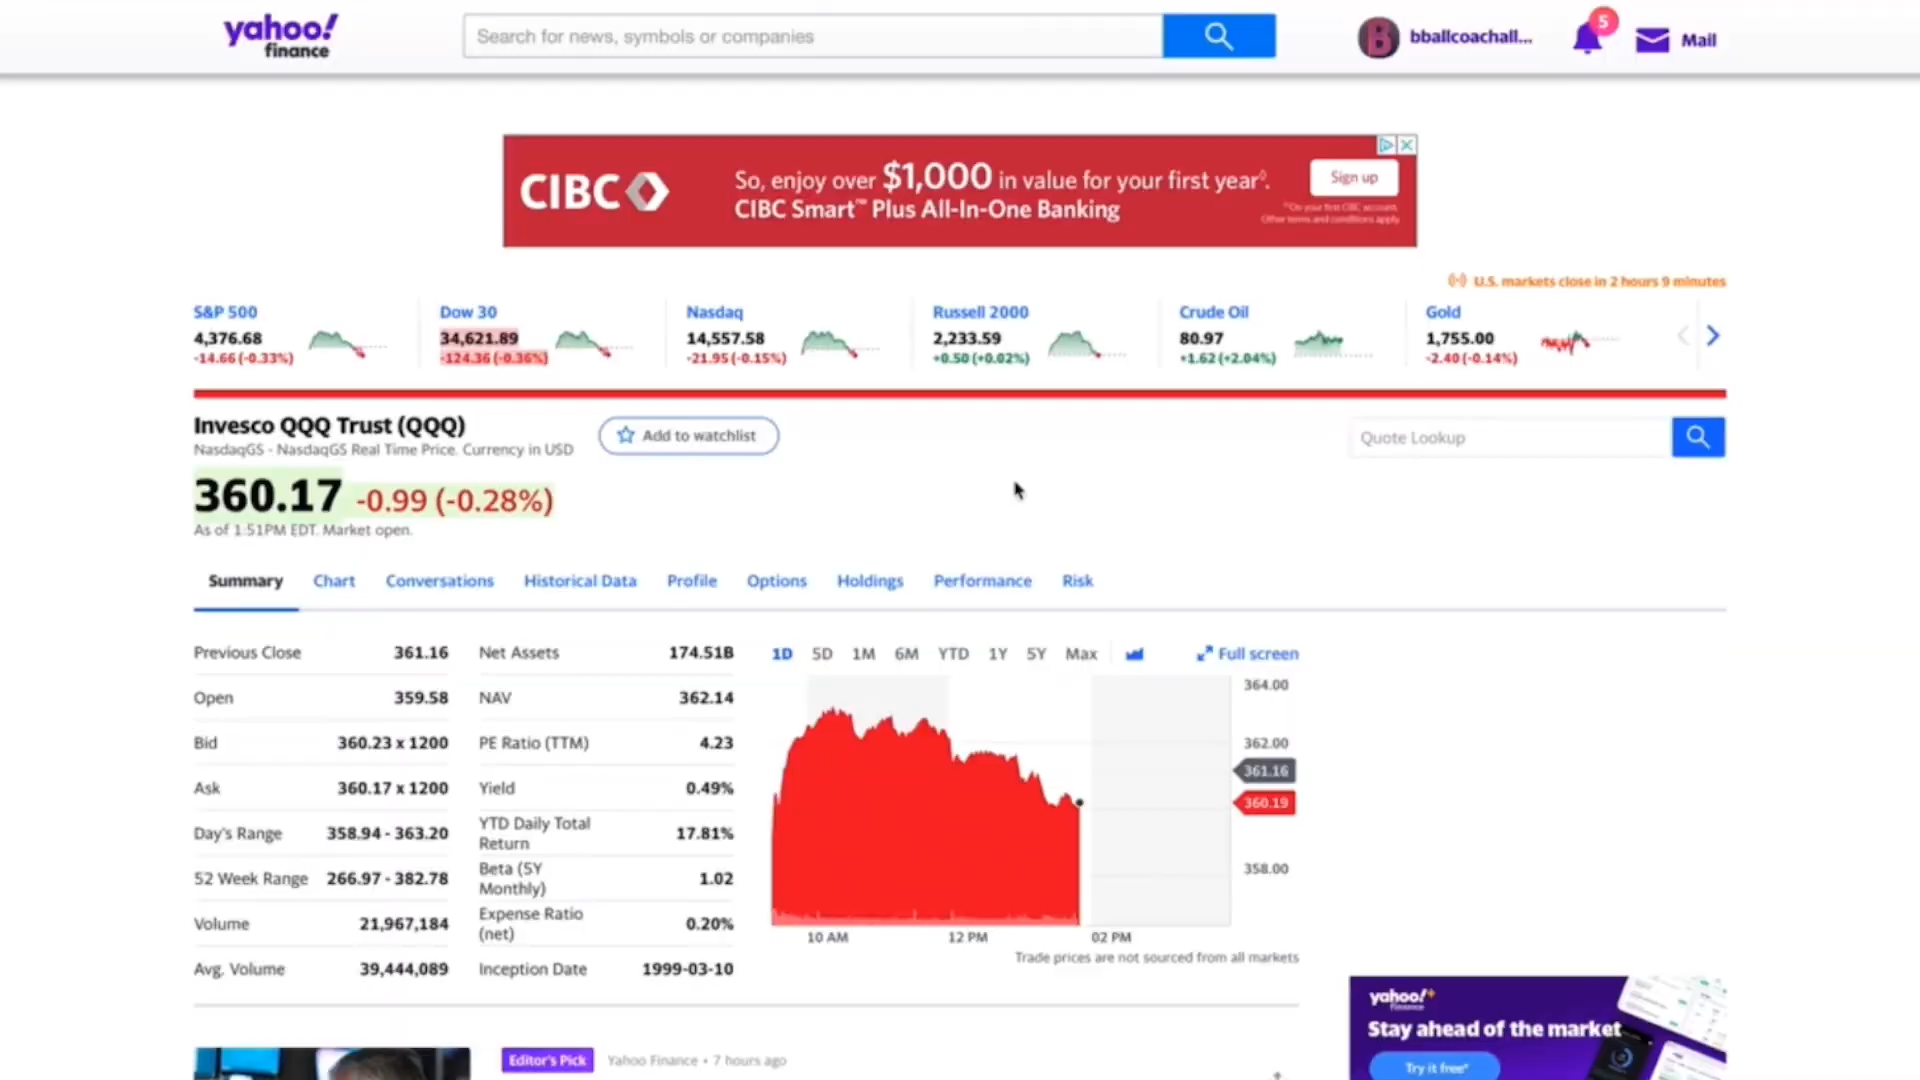 yahoo!
finance
Search for news, symbols or companies
B
bballcoachall...
5
Mail
CIBC
So, enjoy over $1,000 in value for your first year◊.
CIBC Smart™ Plus All-In-One Banking
Sign up
Other terms and conditions apply.
U.S. markets close in 2 hours 9 minutes
S&P 500
4,376.68
-14.66 (-0.33%)
Dow 30
34,621.89
-124.36 (-0.36%)
Nasdaq
14,557.58
-21.95 (-0.15%)
Russell 2000
2,233.59
+0.50 (+0.02%)
Crude Oil
80.97
+1.62 (+2.04%)
Gold
1,755.00
-2.40 (-0.14%)
Invesco QQQ Trust (QQQ)
NasdaqGS - NasdaqGS Real Time Price. Currency in USD
Add to watchlist
Quote Lookup
360.17 -0.99 (-0.28%)
As of 1:51PM EDT. Market open.
Summary Chart Conversations Historical Data Profile Options Holdings Performance Risk
Previous Close 361.16
Open 359.58
Bid 360.23 x 1200
Ask 360.17 x 1200
Day's Range 358.94 - 363.20
52 Week Range 266.97 - 382.78
Volume 21,967,184
Avg. Volume 39,444,089
Net Assets 174.51B
NAV 362.14
PE Ratio (TTM) 4.23
Yield 0.49%
YTD Daily Total
Return 17.81%
Beta (5Y
Monthly) 1.02
Expense Ratio
(net) 0.20%
Inception Date 1999-03-10
1D 5D 1M 6M YTD 1Y 5Y Max
Full screen
364.00
362.00
361.16
360.19
358.00
10 AM 12 PM 02 PM
Trade prices are not sourced from all markets
Editor's Pick
Yahoo Finance • 7 hours ago
yahoo!+
finance
Stay ahead of the market
Try it free*